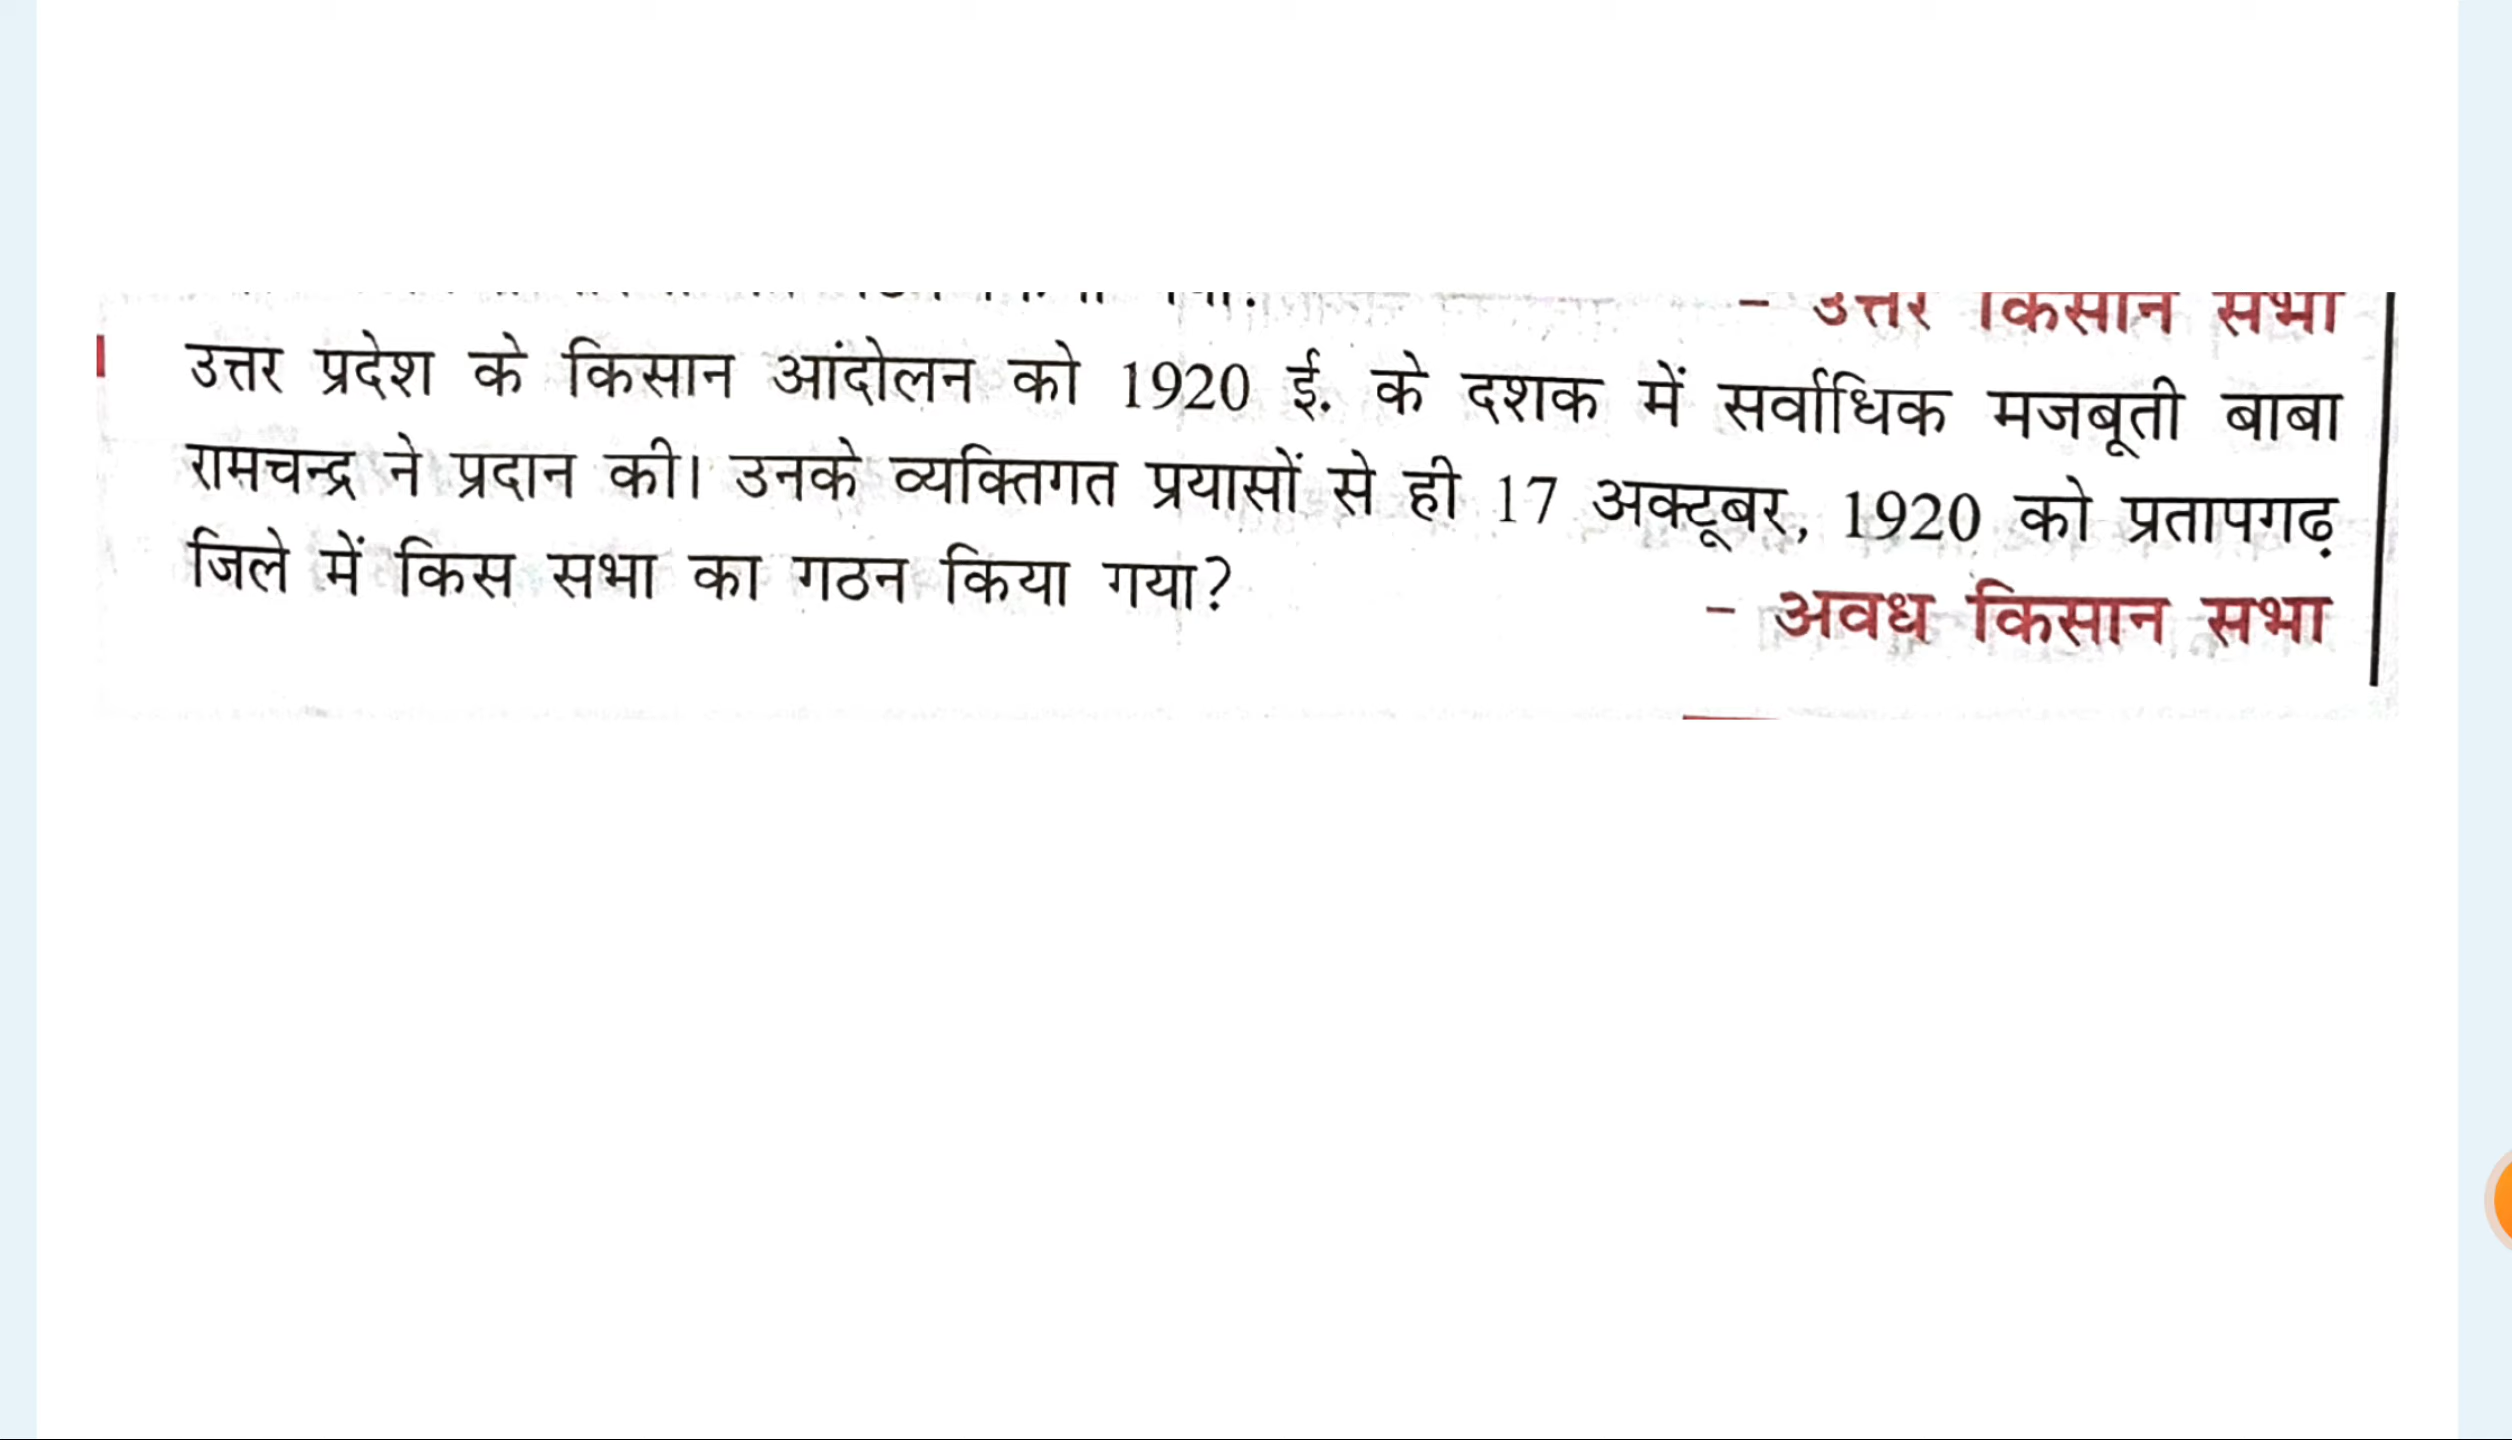 - उत्तर किसान सभा
उत्तर प्रदेश के किसान आंदोलन को 1920 ई. के दशक में सर्वाधिक मजबूती बाबा
रामचन्द्र ने प्रदान की। उनके व्यक्तिगत प्रयासों से ही 17 अक्टूबर, 1920 को प्रतापगढ़
जिले में किस सभा का गठन किया गया?
- अवध किसान सभा